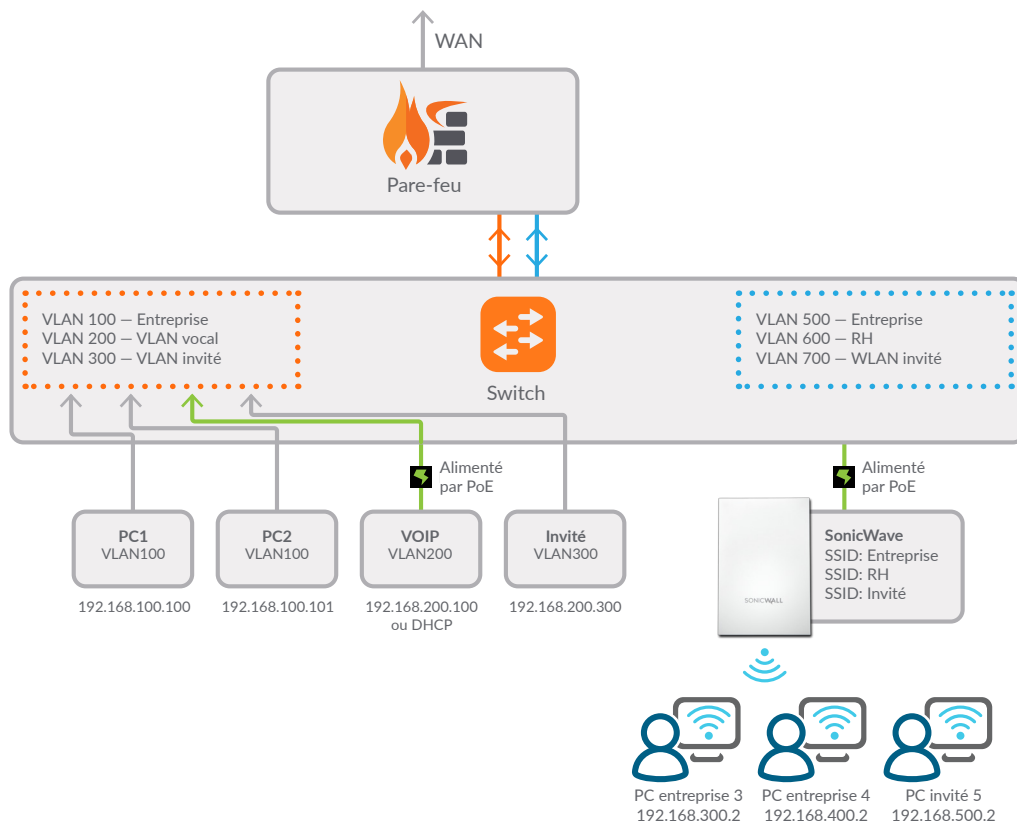 WAN
Pare-feu
VLAN 100 — Entreprise
VLAN 200 — VLAN vocal
VLAN 300 — VLAN invité
Switch
VLAN 500 — Entreprise
VLAN 600 — RH
VLAN 700 — WLAN invité
Alimenté
par PoE
Alimenté
par PoE
PC1
VLAN100
192.168.100.100
PC2
VLAN100
192.168.100.101
VOIP
VLAN200
192.168.200.100
ou DHCP
Invité
VLAN300
192.168.200.300
SONICWALL
SonicWave
SSID: Entreprise
SSID: RH
SSID: Invité
PC entreprise 3
192.168.300.2
PC entreprise 4
192.168.400.2
PC invité 5
192.168.500.2